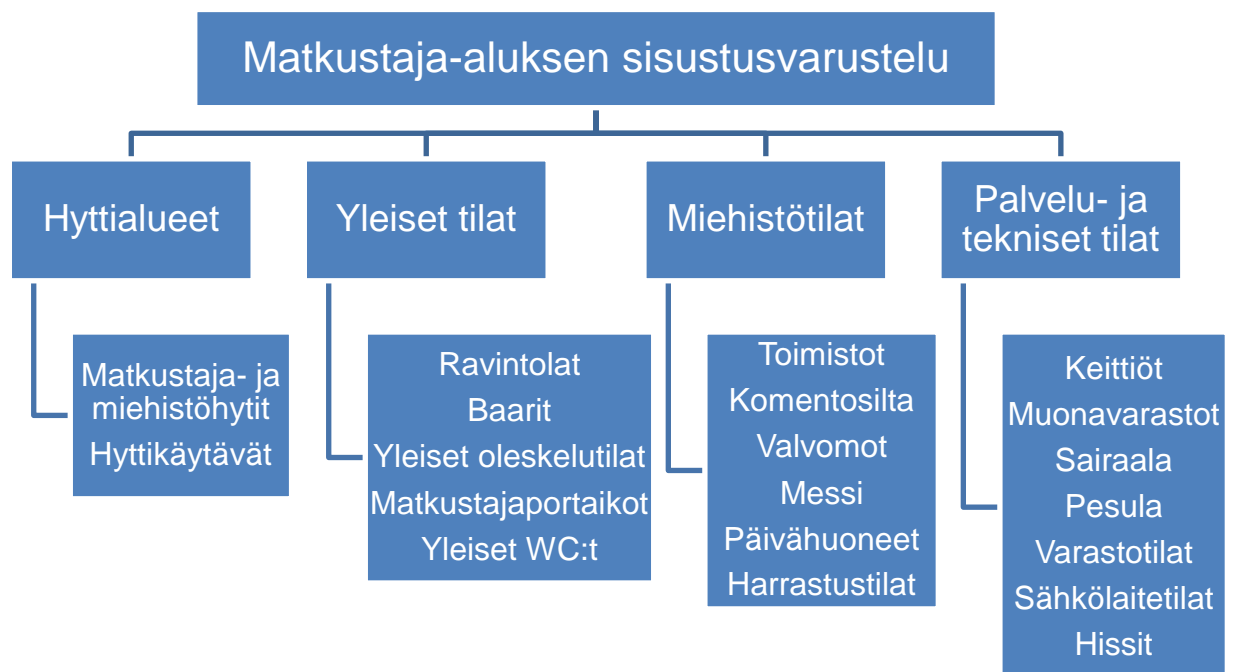 Matkustaja-aluksen sisustusvarustelu
Hyttialueet
Matkustaja- ja
miehistöhytit
Hyttikäytävät
Yleiset tilat
Ravintolat
Baarit
Yleiset oleskelutilat
Matkustajaportaikot
Yleiset WC:t
Miehistötilat
Toimistot
Komentosilta
Valvomot
Messi
Päivähuoneet
Harrastustilat
Palvelu- ja
tekniset tilat
Keittiöt
Muonavarastot
Sairaala
Pesula
Varastotilat
Sähkölaitetilat
Hissit